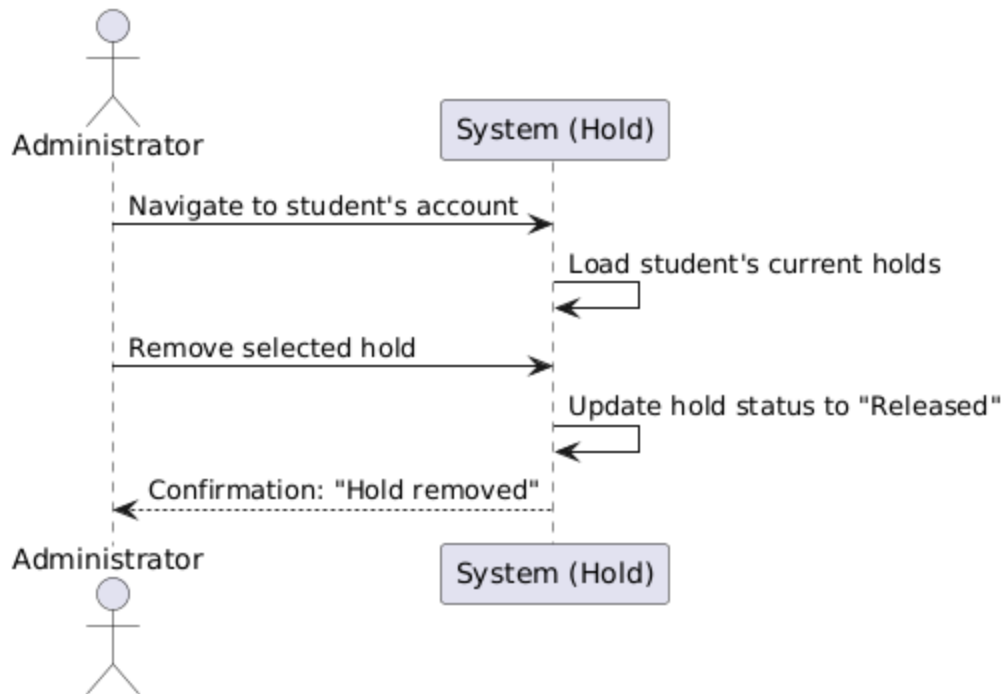 Administrator
System (Hold)
Navigate to student's account
Load student's current holds
Remove selected hold
Update hold status to "Released"
Confirmation: "Hold removed"
Administrator
System (Hold)